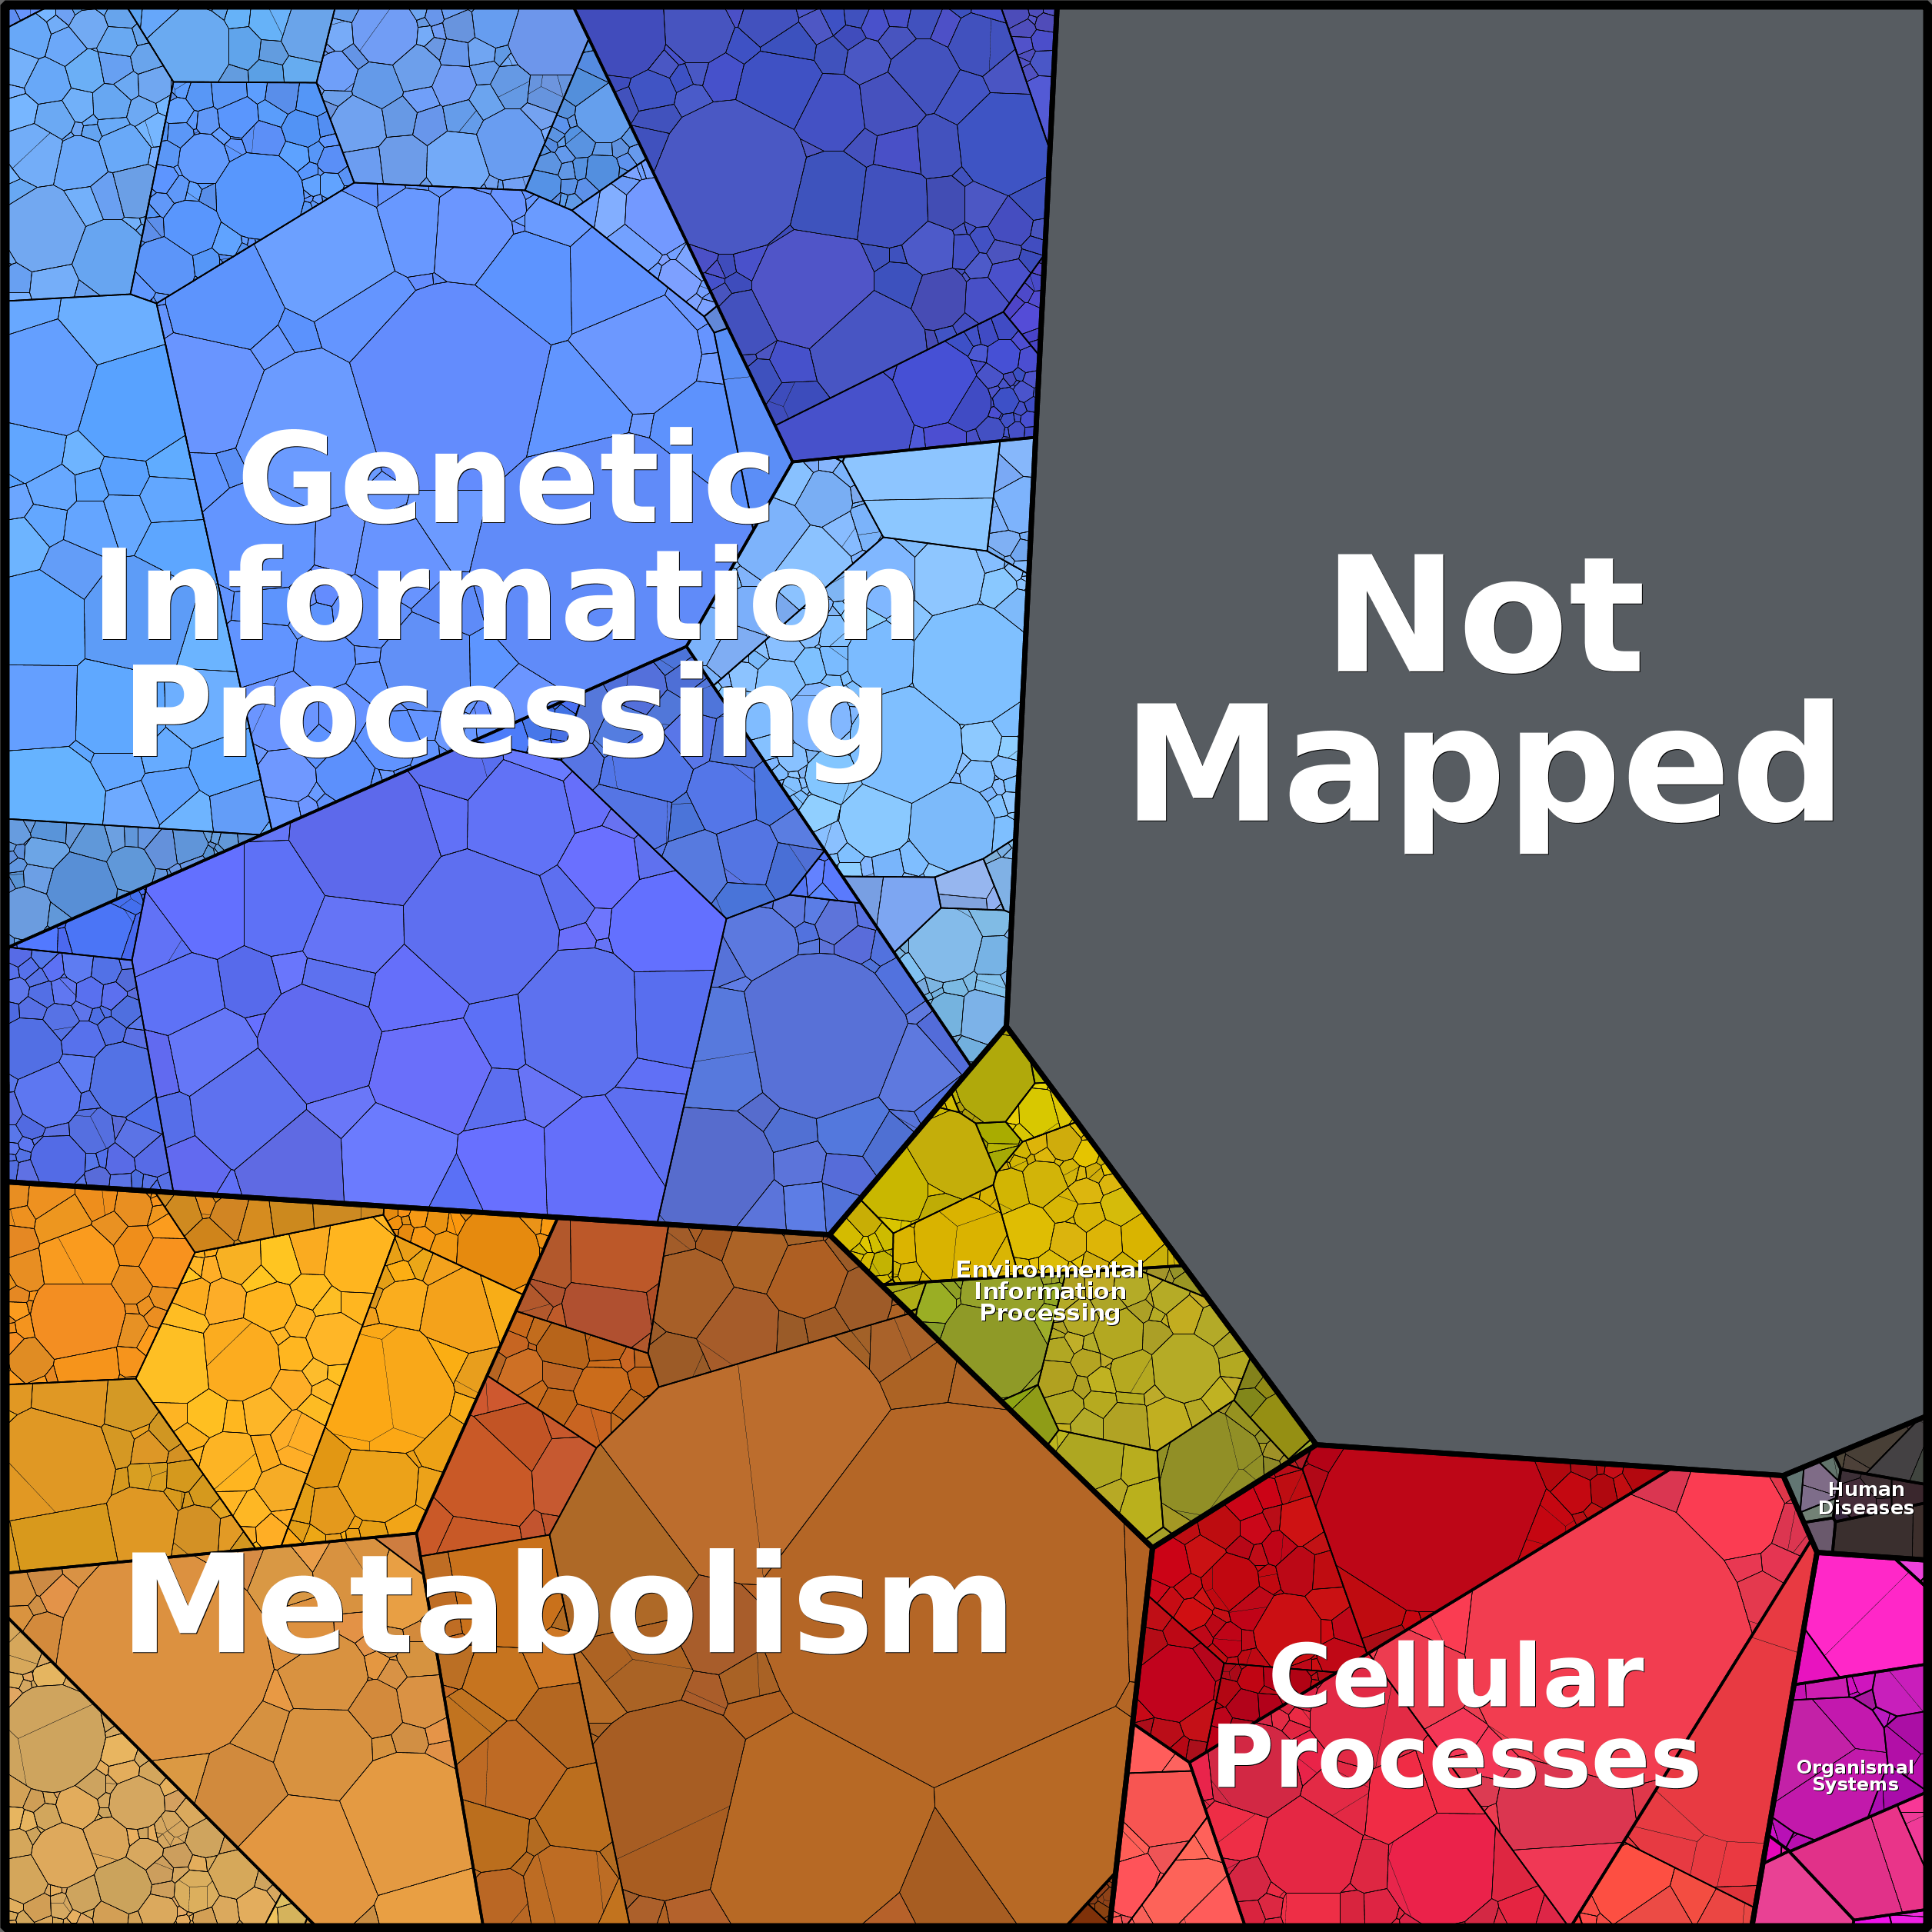 Genetic
Information
Processing
Not
Mapped
Environmental
Information
Processing
Human
Diseases
Metabolism
Cellular
Processes
Organismal
Systems